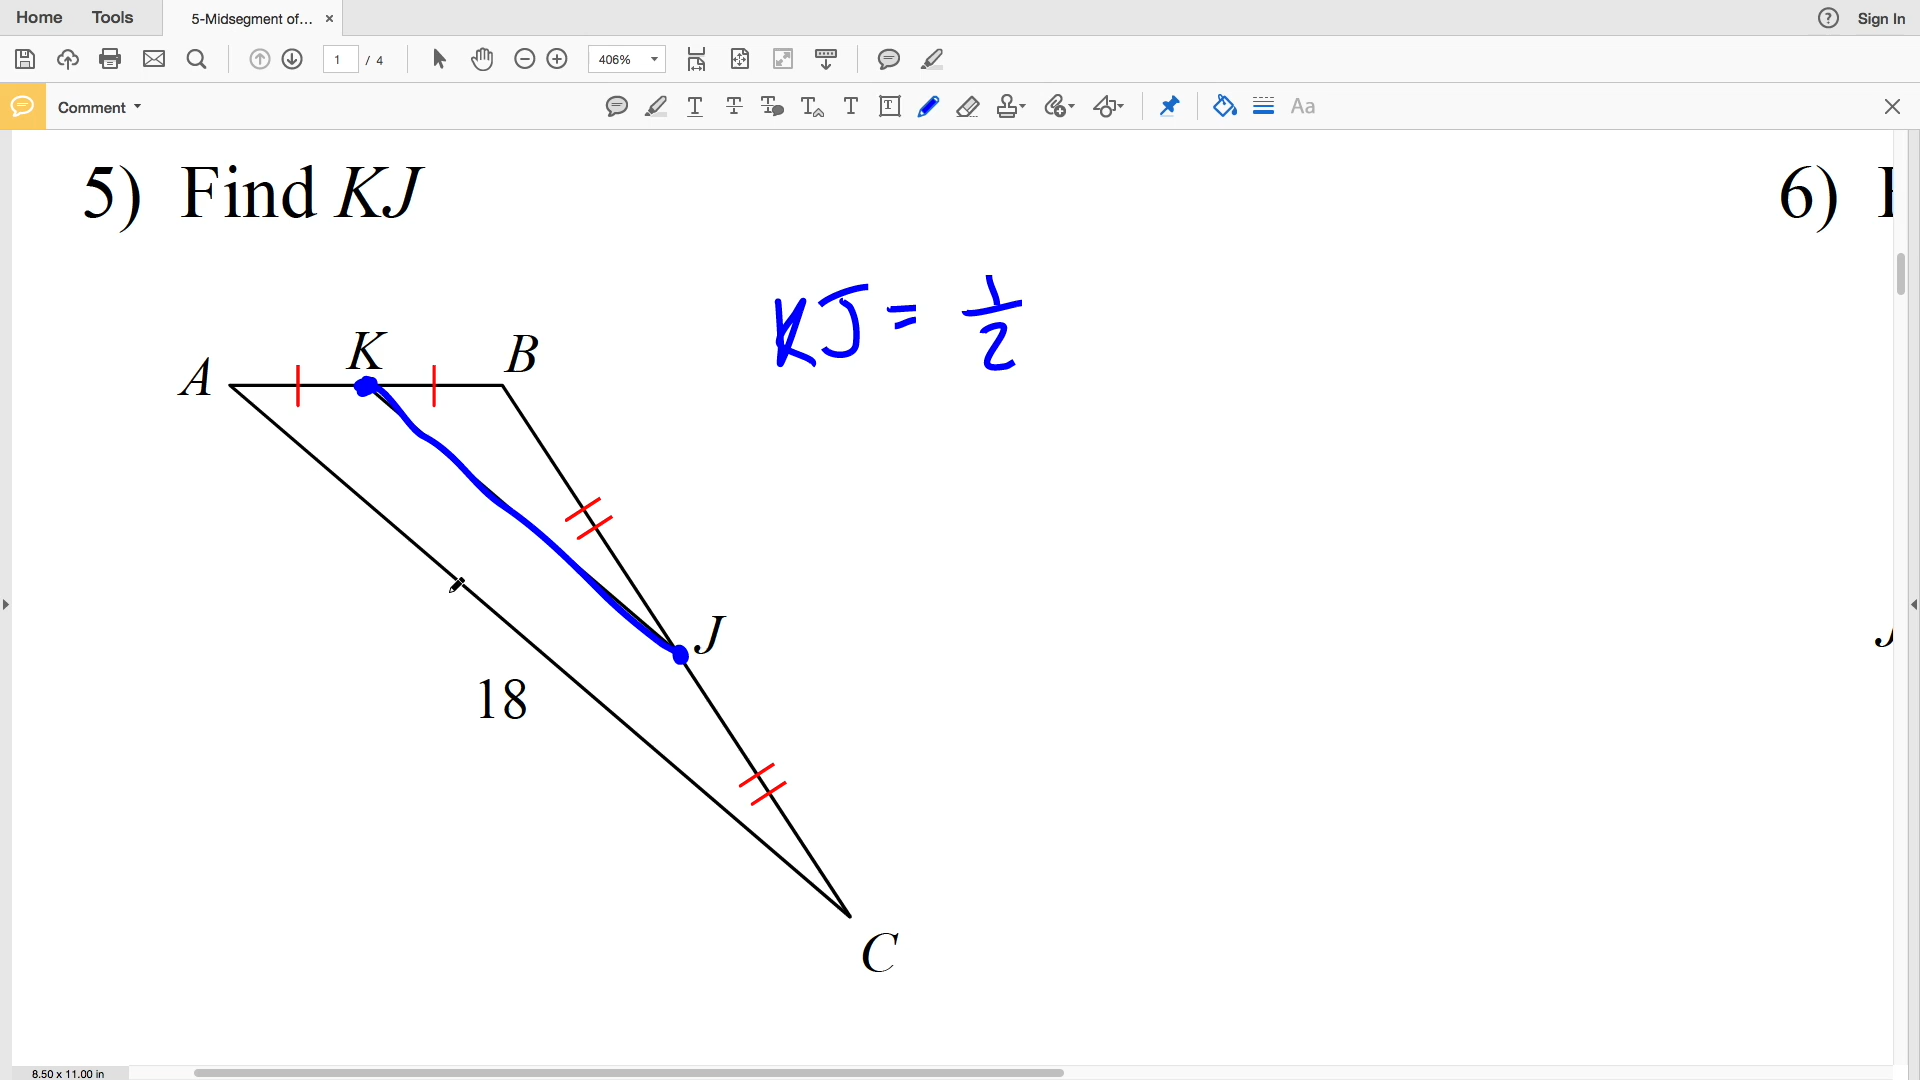 Home Tools 5-Midsegment of... × ? Sign In
1 / 4 406%
Comment Aa
5) Find KJ
6)
KJ = 1/2
A K B
J
18
C
8.50 x 11.00 in